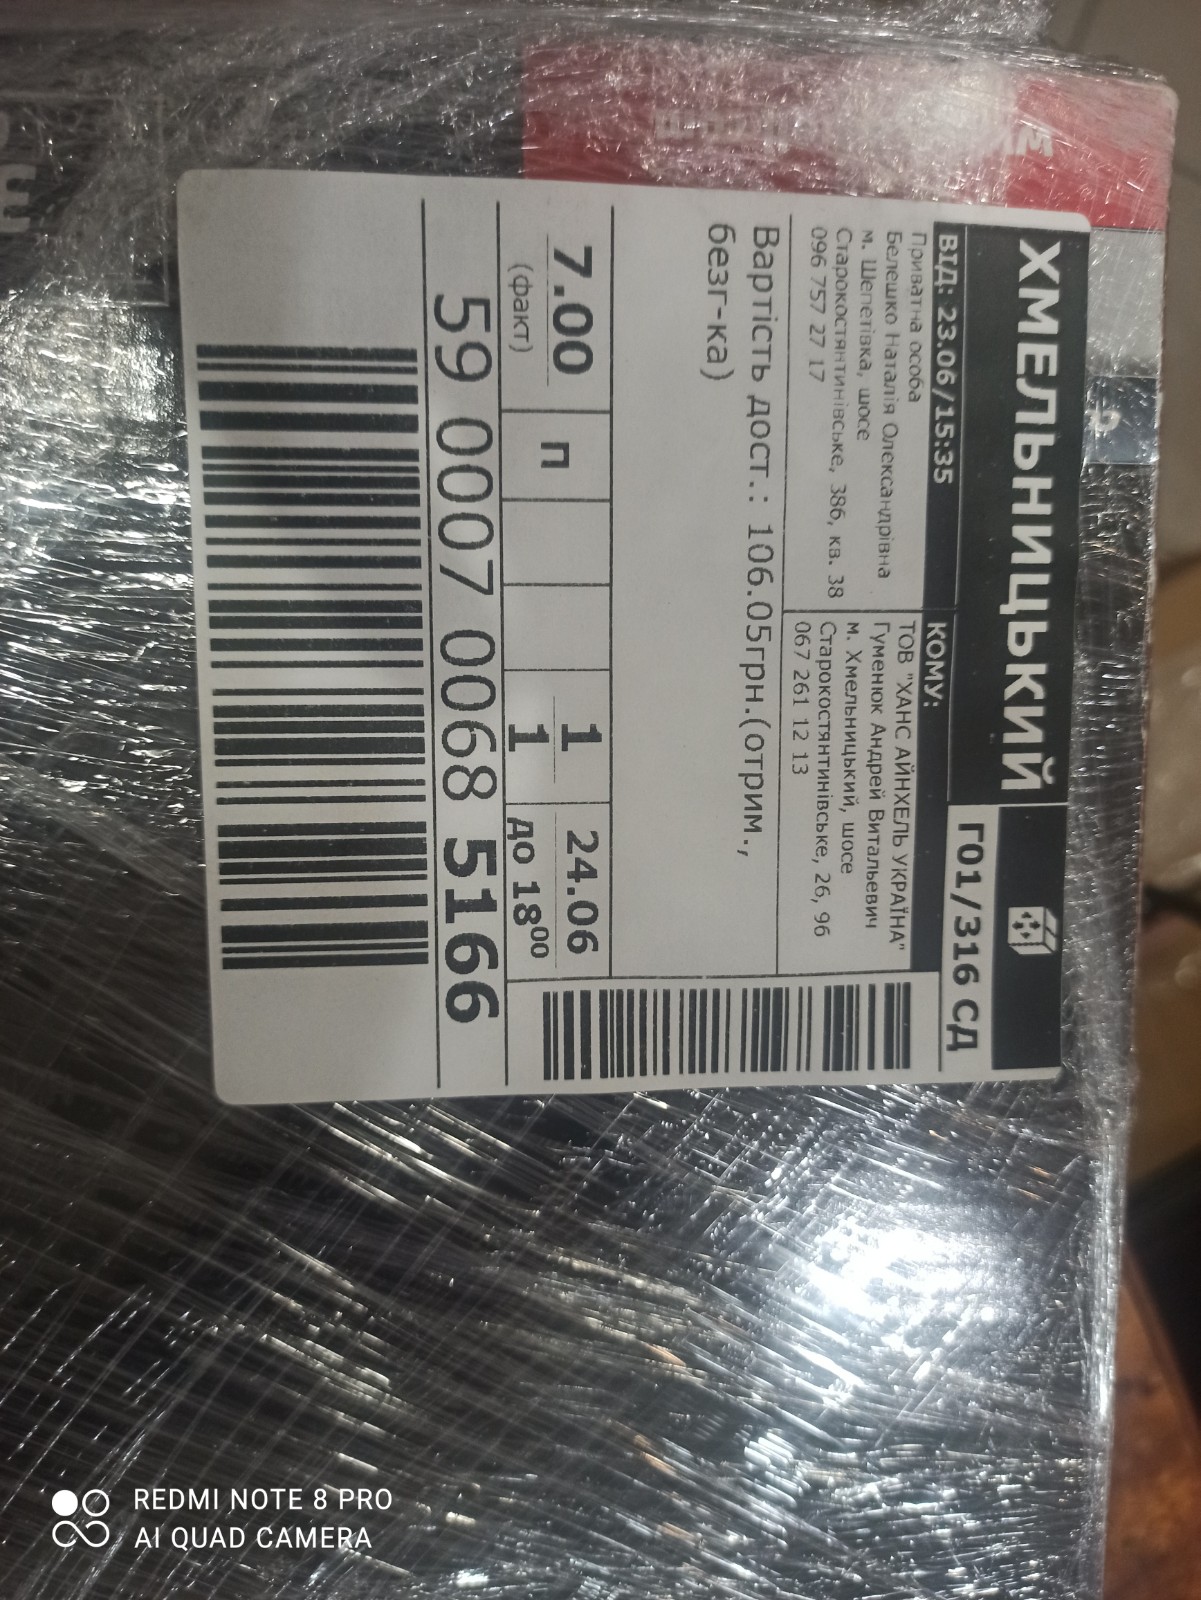 ХМЕЛЬНИЦЬКИЙ
Г01/316 СД
ВІД: 23.06/15:35
Приватна особа
Белешко Наталія Олександрівна
м. Шепетівка, шосе
Старокостянтинівське, 386, кв. 38
096 757 27 17
КОМУ:
ТОВ "ХАНС АЙНХЕЛЬ УКРАЇНА"
Гуменюк Андрей Витальевич
м. Хмельницький, шосе
Старокостянтинівське, 26, 96
067 261 12 13
Вартість дост.: 106.05грн.(отрим.,
безг-ка)
7.00
(факт)
П
1
1
24.06
до 18⁰⁰
59 0007 0068 5166
REDMI NOTE 8 PRO
AI QUAD CAMERA